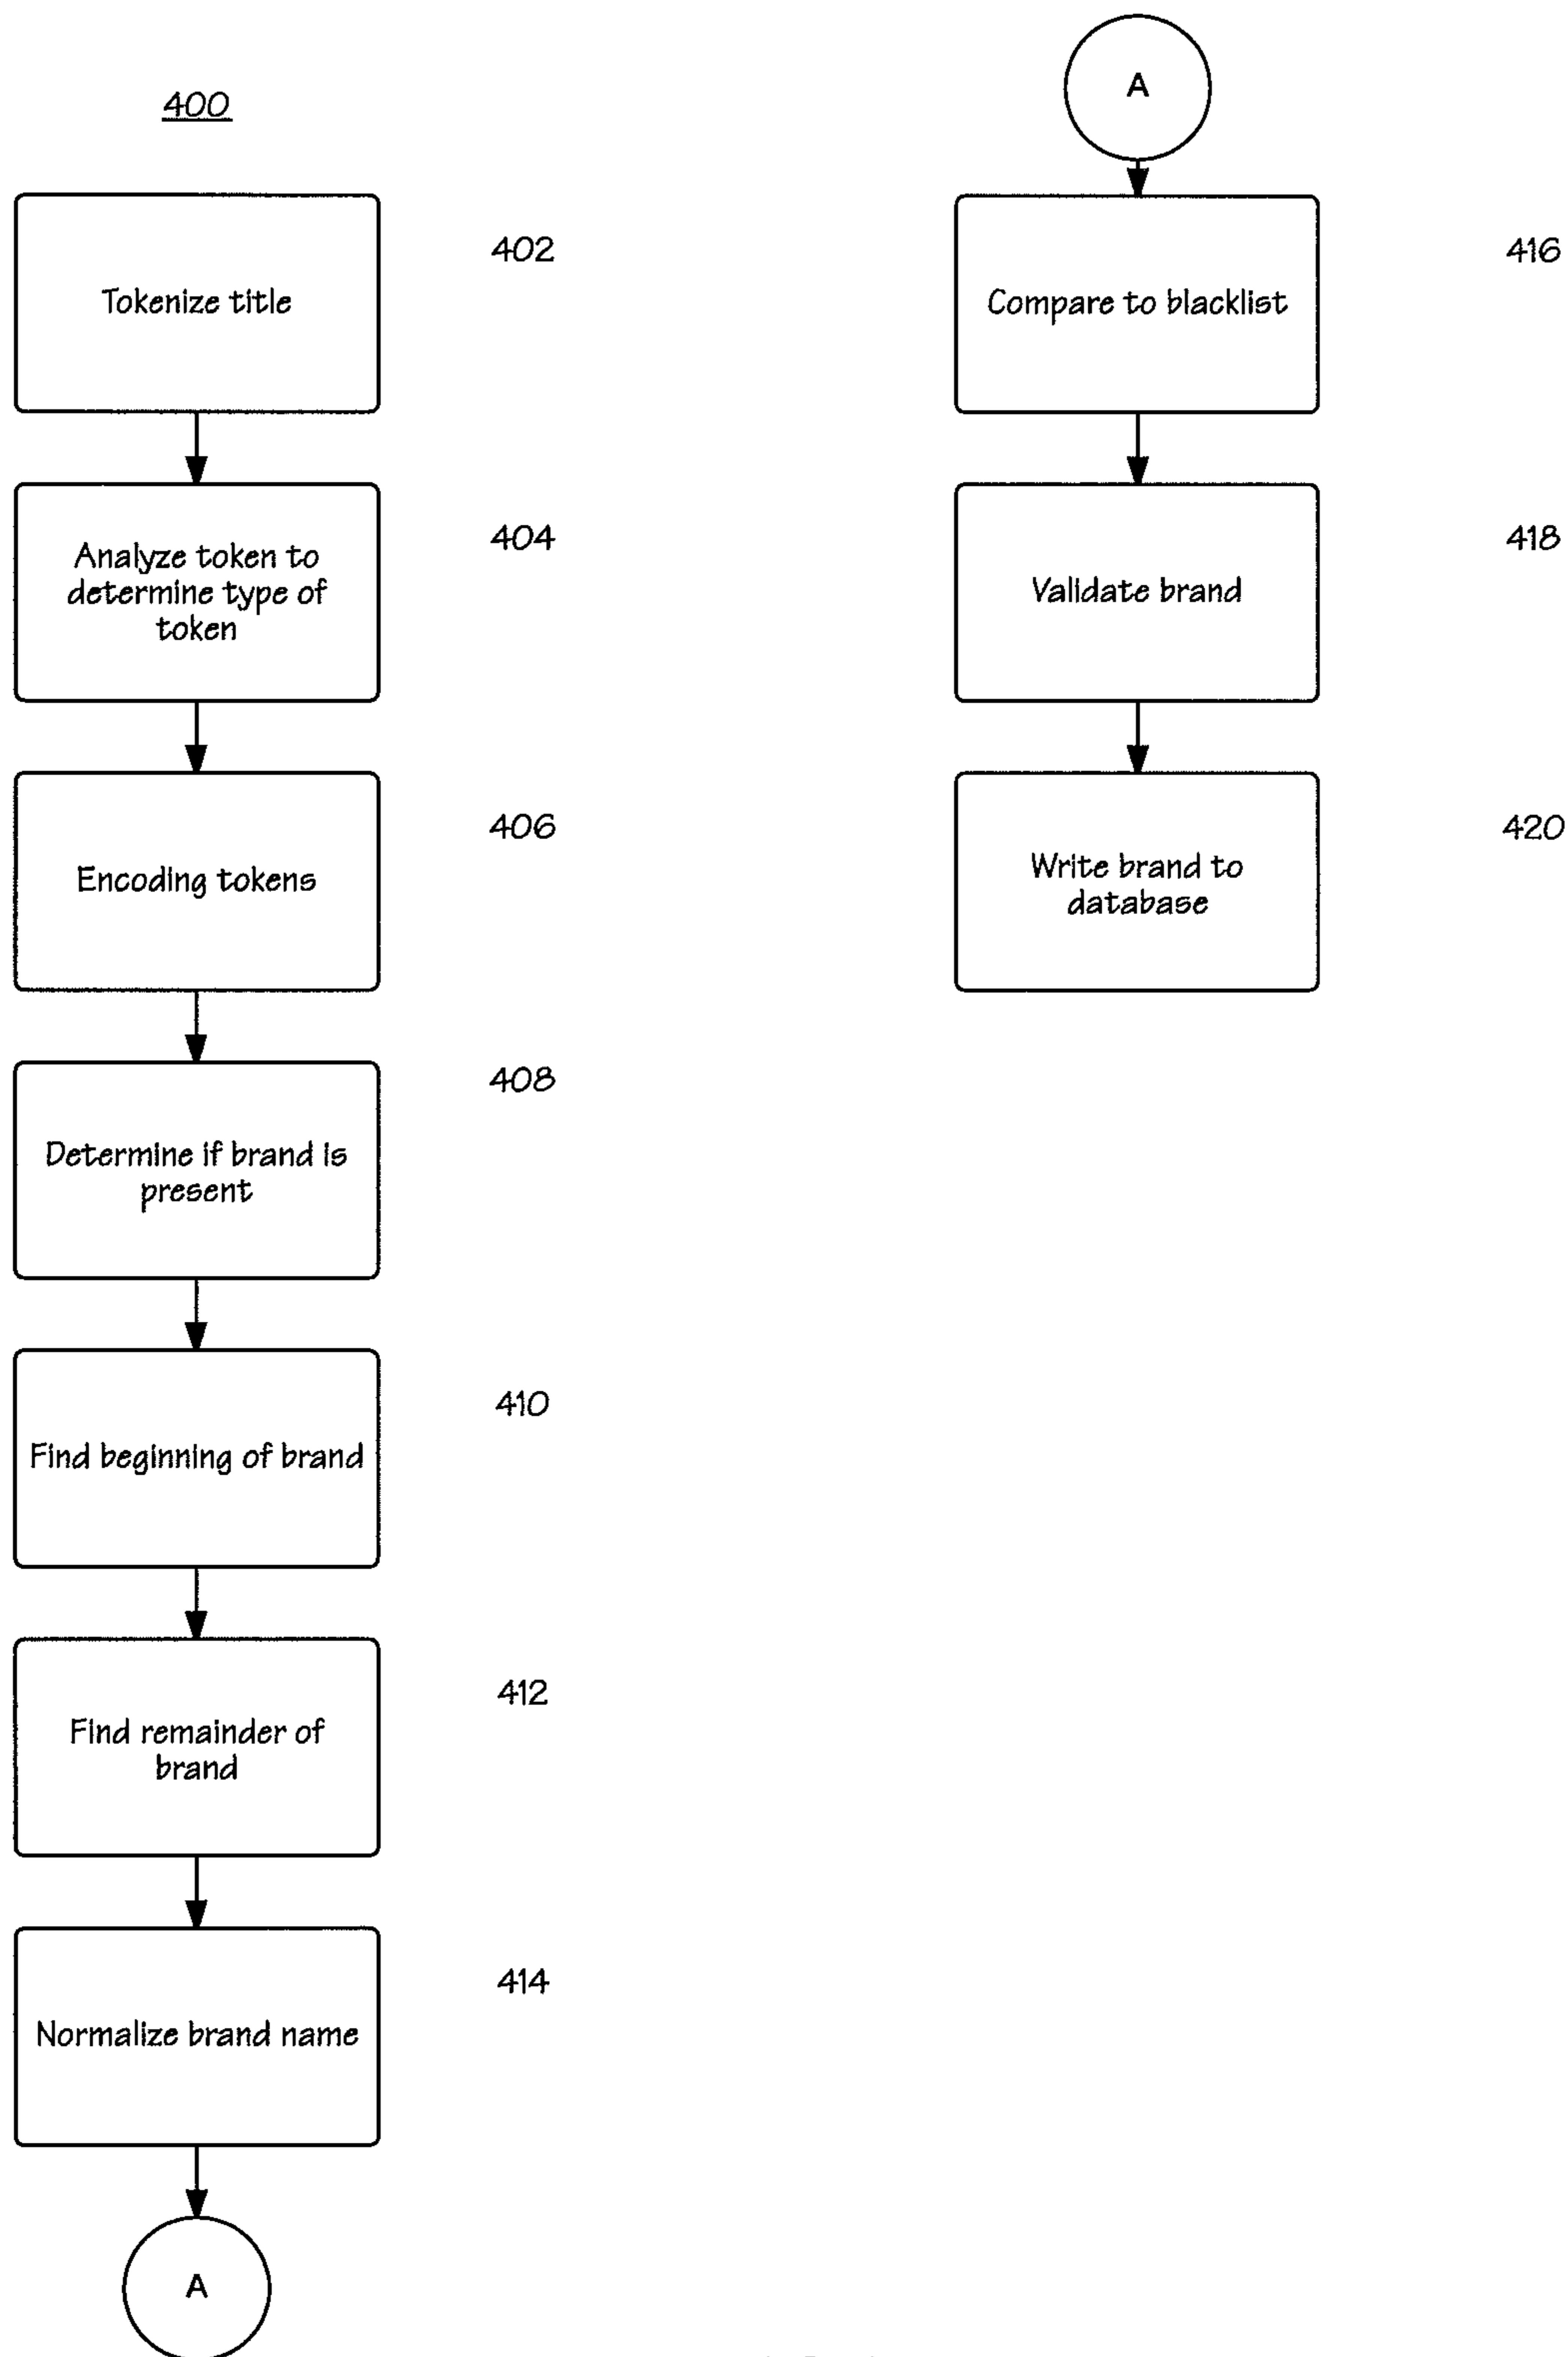 400
Tokenize title
402
Analyze token to
determine type of
token
404
Encoding tokens
406
Determine if brand is
present
408
Find beginning of brand
410
Find remainder of
brand
412
Normalize brand name
414
A
A
Compare to blacklist
416
Validate brand
418
Write brand to
database
420